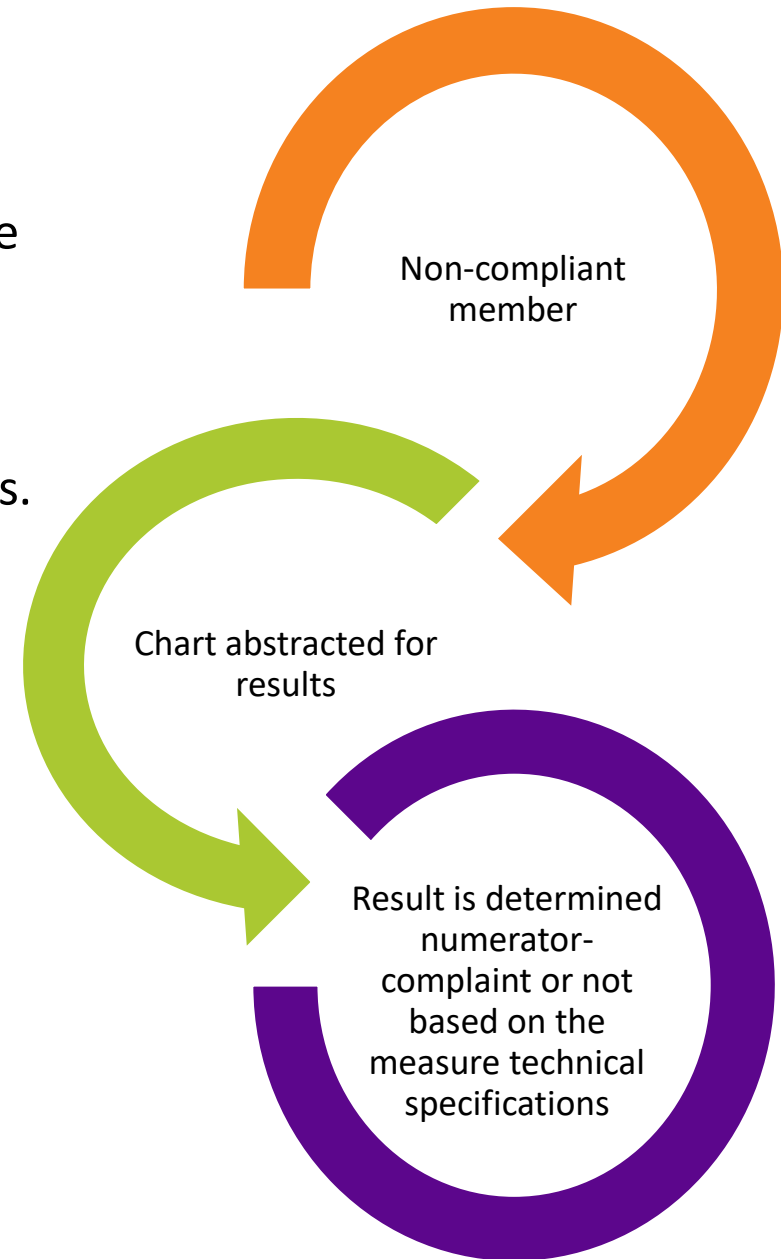 e
Non-compliant
member
s.
Chart abstracted for
results
Result is determined
numerator-
complaint or not
based on the
measure technical
specifications